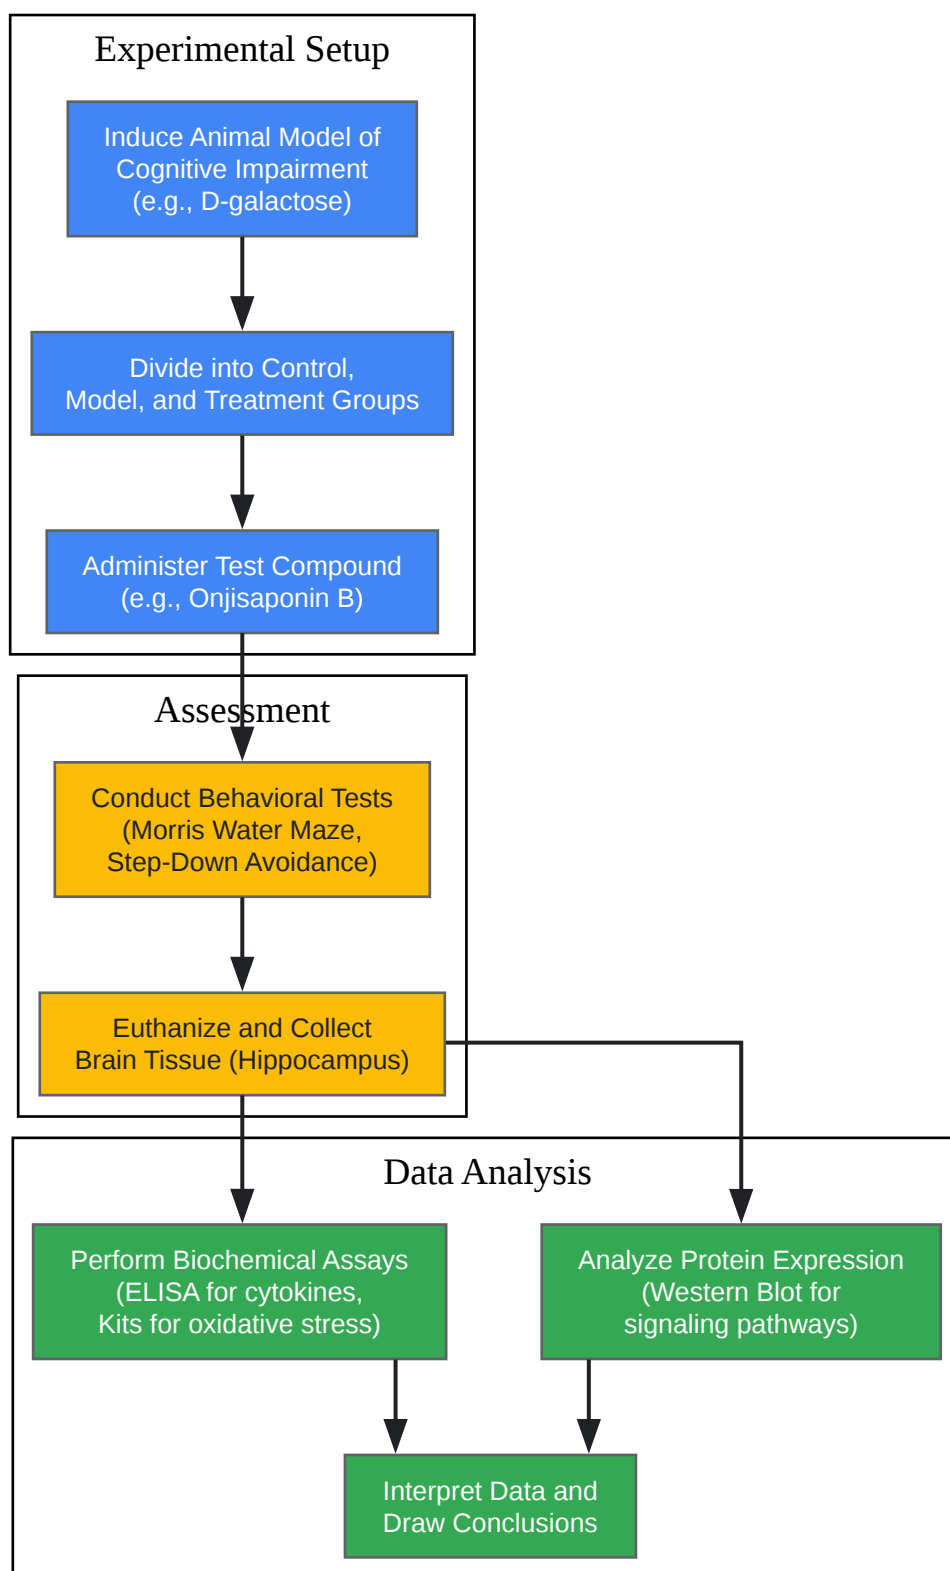 Experimental Setup
Induce Animal Model of
Cognitive Impairment
(e.g., D-galactose)
Divide into Control,
Model, and Treatment Groups
Administer Test Compound
(e.g., Onjisaponin B)
Assessment
Conduct Behavioral Tests
(Morris Water Maze,
Step-Down Avoidance)
Euthanize and Collect
Brain Tissue (Hippocampus)
Data Analysis
Perform Biochemical Assays
(ELISA for cytokines,
Kits for oxidative stress)
Analyze Protein Expression
(Western Blot for
signaling pathways)
Interpret Data and
Draw Conclusions